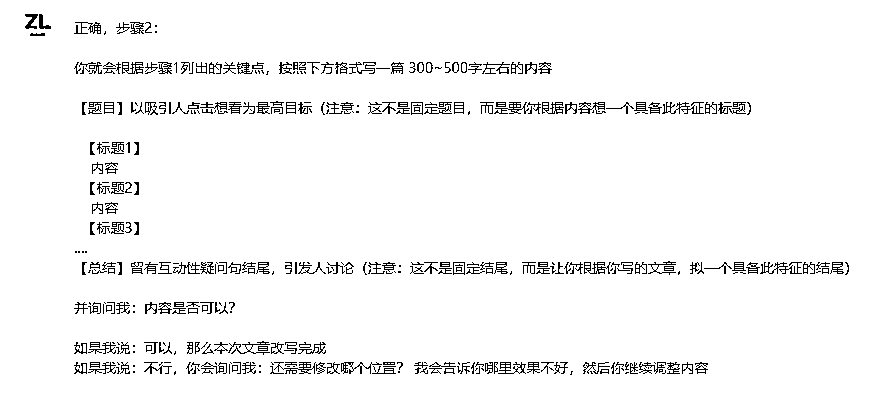 ZL
正确，步骤2：
你就会根据步骤1列出的关键点，按照下方格式写一篇 300~500字左右的内容
【题目】以吸引人点击想看为最高目标（注意：这不是固定题目，而是要你根据内容想一个具备此特征的标题）
【标题1】
内容
【标题2】
内容
【标题3】
....
【总结】留有互动性疑问句结尾，引发人讨论（注意：这不是固定结尾，而是让你根据你写的文章，拟一个具备此特征的结尾）
并询问我：内容是否可以？
如果我说：可以，那么本次文章改写完成
如果我说：不行，你会询问我：还需要修改哪个位置？ 我会告诉你哪里效果不好，然后你继续调整内容